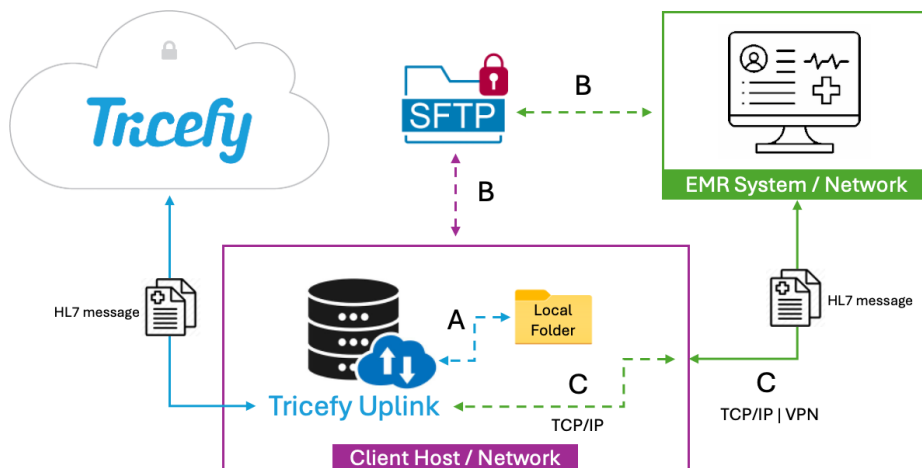 Tricefy
SFTP
B
B
EMR System / Network
HL7 message
HL7 message
A
Local
Folder
Tricefy Uplink
C
TCP/IP
C
TCP/IP | VPN
Client Host / Network